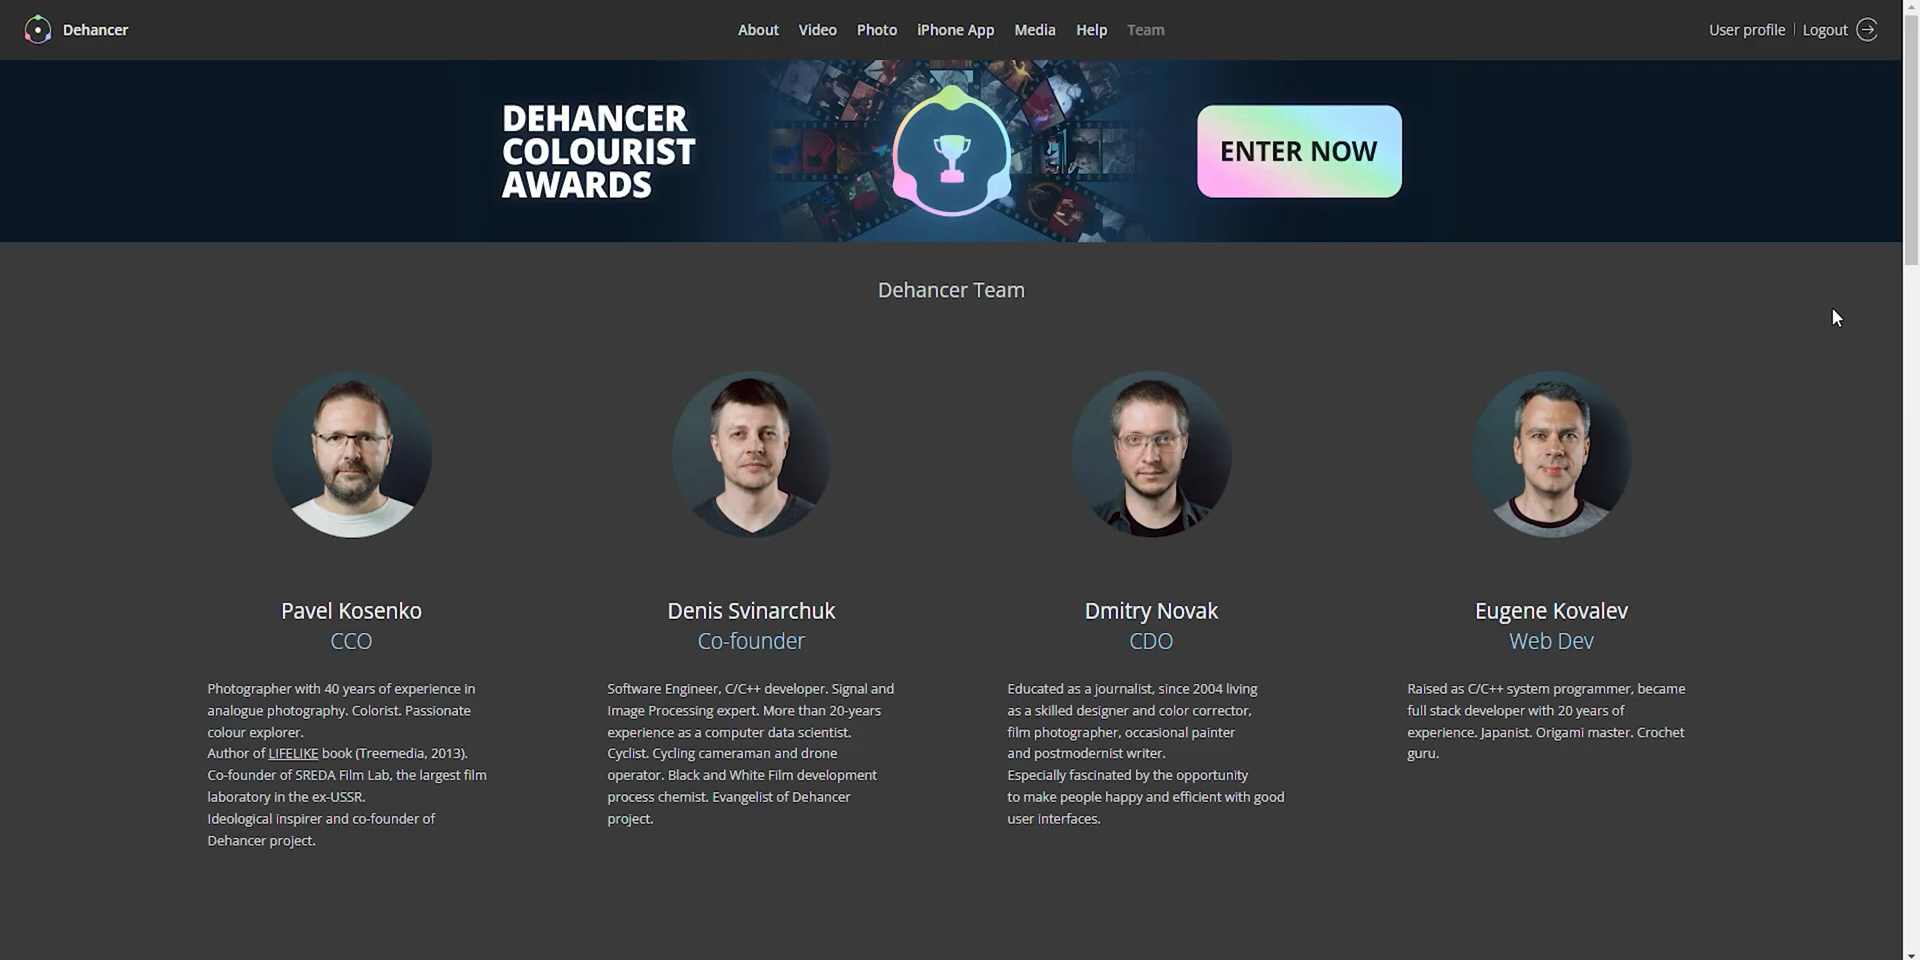 Dehancer
About Video Photo iPhone App Media Help Team
User profile Logout
DEHANCER
COLOURIST
AWARDS
ENTER NOW
Dehancer Team
Pavel Kosenko
CCO
Photographer with 40 years of experience in
analogue photography. Colorist. Passionate
colour explorer.
Author of LIFELIKE book (Treemedia, 2013).
Co-founder of SREDA Film Lab, the largest film
laboratory in the ex-USSR.
Ideological inspirer and co-founder of
Dehancer project.
Denis Svinarchuk
Co-founder
Software Engineer, C/C++ developer. Signal and
Image Processing expert. More than 20-years
experience as a computer data scientist.
Cyclist. Cycling cameraman and drone
operator. Black and White Film development
process chemist. Evangelist of Dehancer
project.
Dmitry Novak
CDO
Educated as a journalist, since 2004 living
as a skilled designer and color corrector,
film photographer, occasional painter
and postmodernist writer.
Especially fascinated by the opportunity
to make people happy and efficient with good
user interfaces.
Eugene Kovalev
Web Dev
Raised as C/C++ system programmer, became
full stack developer with 20 years of
experience. Japanist. Origami master. Crochet
guru.